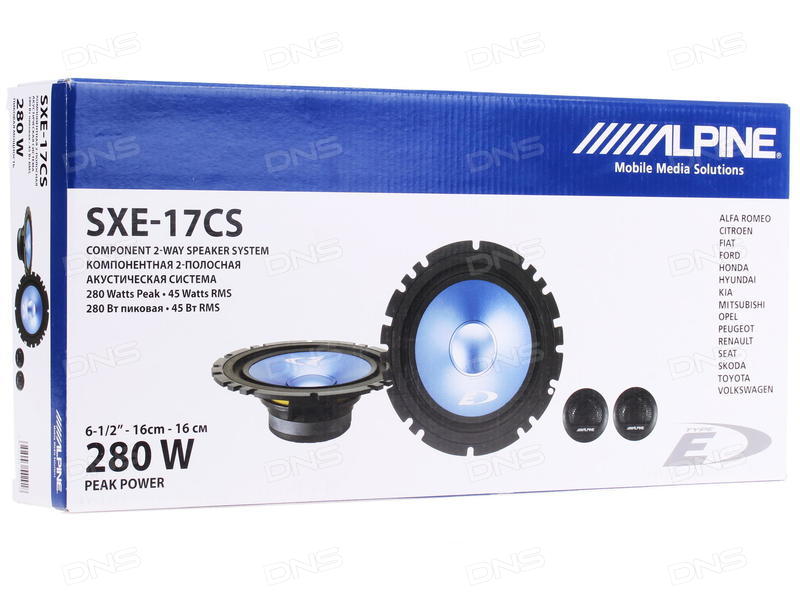 ALPINE®
Mobile Media Solutions
SXE-17CS
COMPONENT 2-WAY SPEAKER SYSTEM
КОМПОНЕНТНАЯ 2-ПОЛОСНАЯ
АКУСТИЧЕСКАЯ СИСТЕМА
280 Watts Peak • 45 Watts RMS
280 Вт пиковая • 45 Вт RMS
ALFA ROMEO
CITROEN
FIAT
FORD
HONDA
HYUNDAI
KIA
MITSUBISHI
OPEL
PEUGEOT
RENAULT
SEAT
SKODA
TOYOTA
VOLKSWAGEN
6-1/2” - 16cm - 16 см
280 W
PEAK POWER
ALPINE
ALPINE
TYPE
E
E
SXE-17CS
280 W
ALPINE
DNS